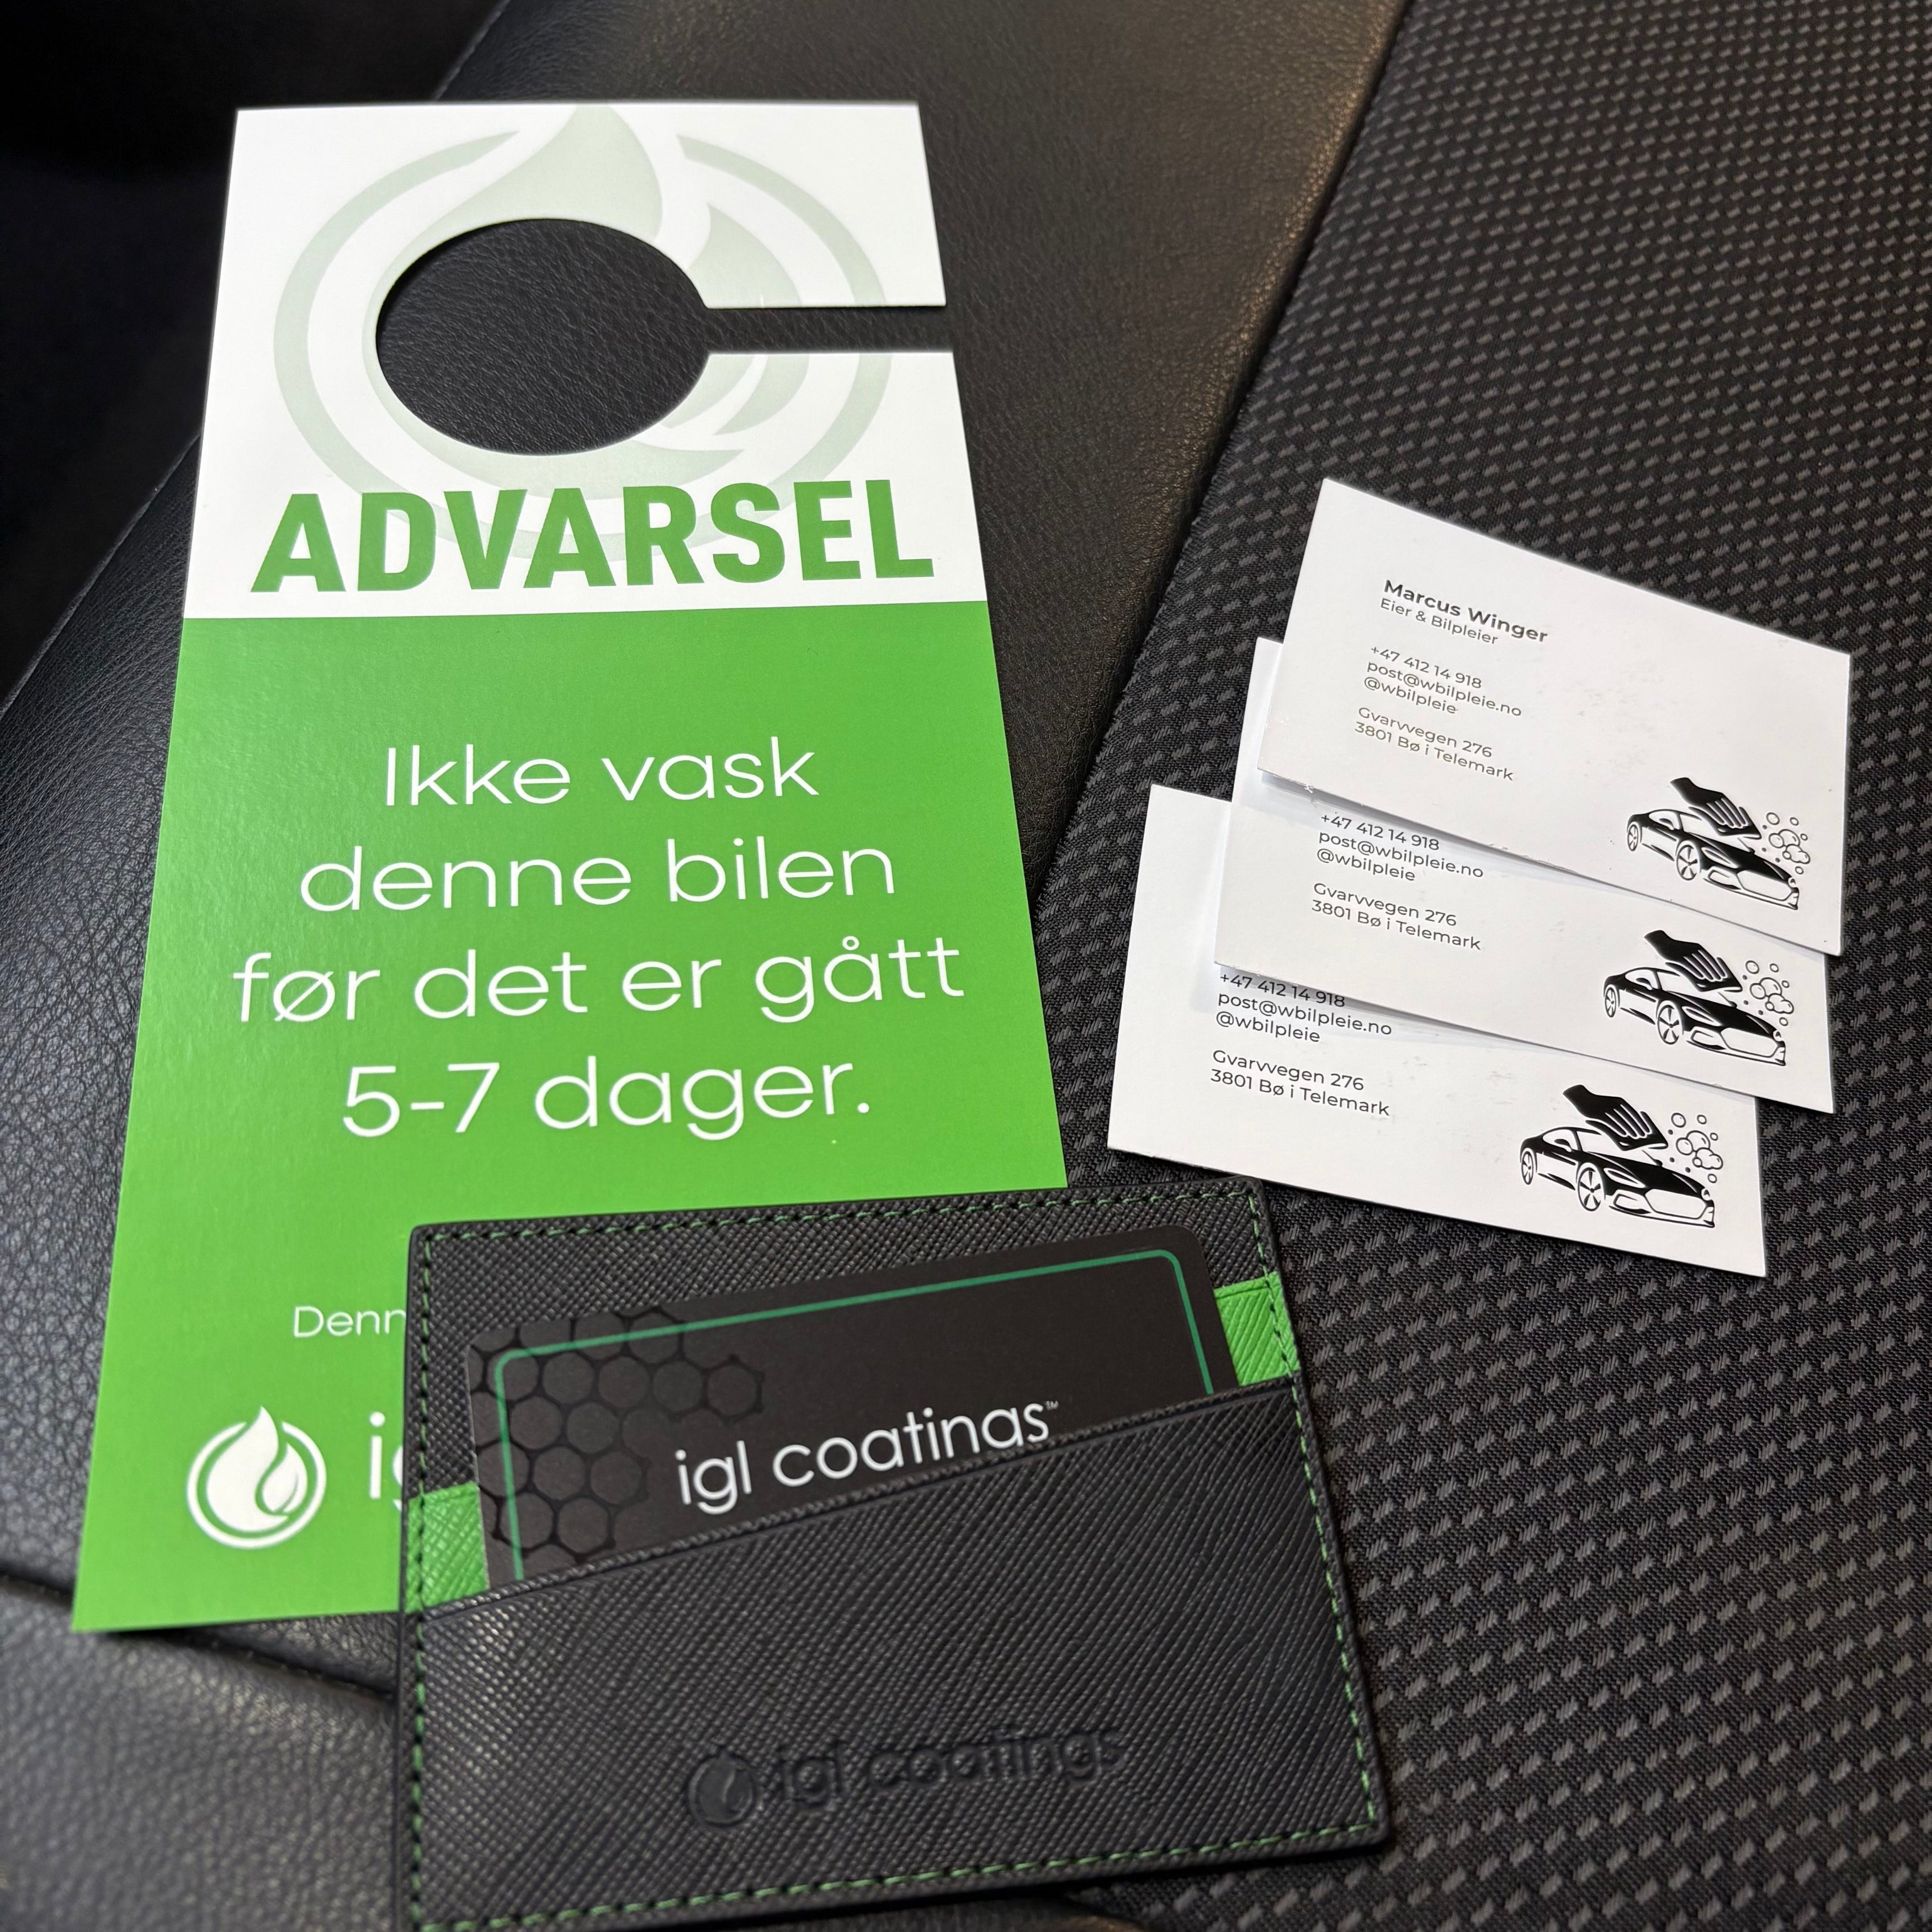 ADVARSEL
Ikke vask
denne bilen
før det er gått
5-7 dager.
Denn
ig
igl coatings™
igl coatings
Marcus Winger
Eier & Bilpleier
+47 412 14 918
post@wbilpleie.no
@wbilpleie
Gvarvvegen 276
3801 Bø i Telemark
+47 412 14 918
post@wbilpleie.no
@wbilpleie
Gvarvvegen 276
3801 Bø i Telemark
+47 412 14 918
post@wbilpleie.no
@wbilpleie
Gvarvvegen 276
3801 Bø i Telemark